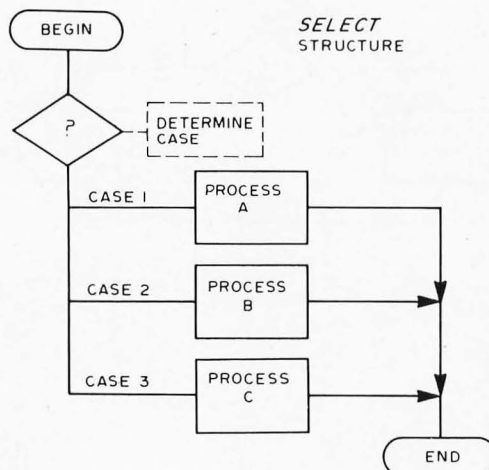 BEGIN
SELECT
STRUCTURE
?
DETERMINE
CASE
CASE 1
PROCESS
A
CASE 2
PROCESS
B
CASE 3
PROCESS
C
END